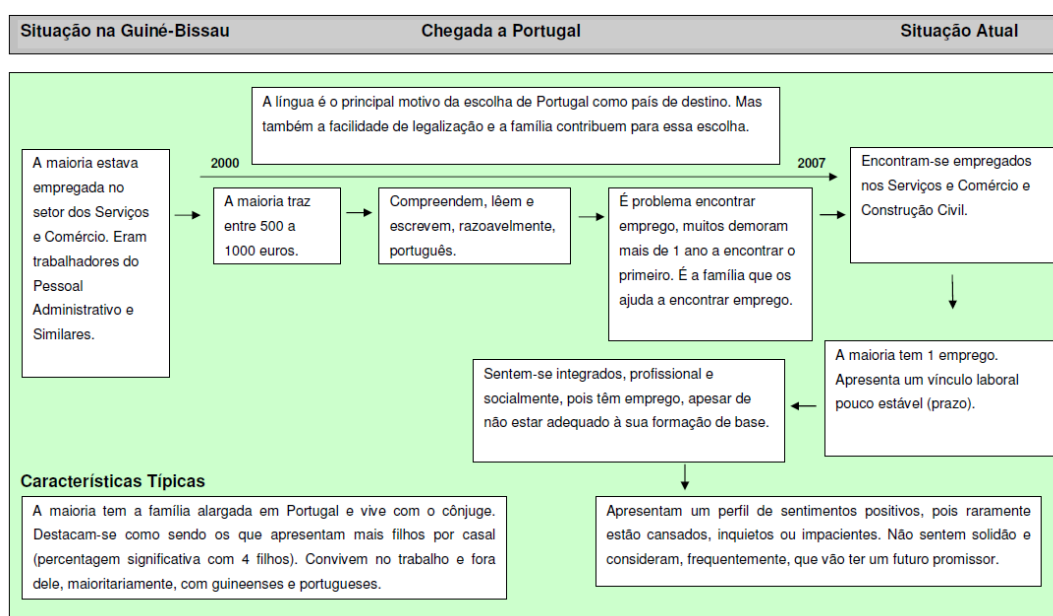 Situação na Guiné-Bissau
Chegada a Portugal
Situação Atual
A língua é o principal motivo da escolha de Portugal como país de destino. Mas
também a facilidade de legalização e a família contribuem para essa escolha.
A maioria estava
empregada no
setor dos Serviços
e Comércio. Eram
trabalhadores do
Pessoal
Administrativo e
Similares.
2000
2007
A maioria traz
entre 500 a
1000 euros.
Compreendem, lêem e
escrevem, razoavelmente,
português.
É problema encontrar
emprego, muitos demoram
mais de 1 ano a encontrar o
primeiro. É a família que os
ajuda a encontrar emprego.
Encontram-se empregados
nos Serviços e Comércio e
Construção Civil.
A maioria tem 1 emprego.
Apresenta um vínculo laboral
pouco estável (prazo).
Sentem-se integrados, profissional e
socialmente, pois têm emprego, apesar de
não estar adequado à sua formação de base.
Características Típicas
A maioria tem a família alargada em Portugal e vive com o cônjuge.
Destacam-se como sendo os que apresentam mais filhos por casal
(percentagem significativa com 4 filhos). Convivem no trabalho e fora
dele, maioritariamente, com guineenses e portugueses.
Apresentam um perfil de sentimentos positivos, pois raramente
estão cansados, inquietos ou impacientes. Não sentem solidão e
consideram, frequentemente, que vão ter um futuro promissor.